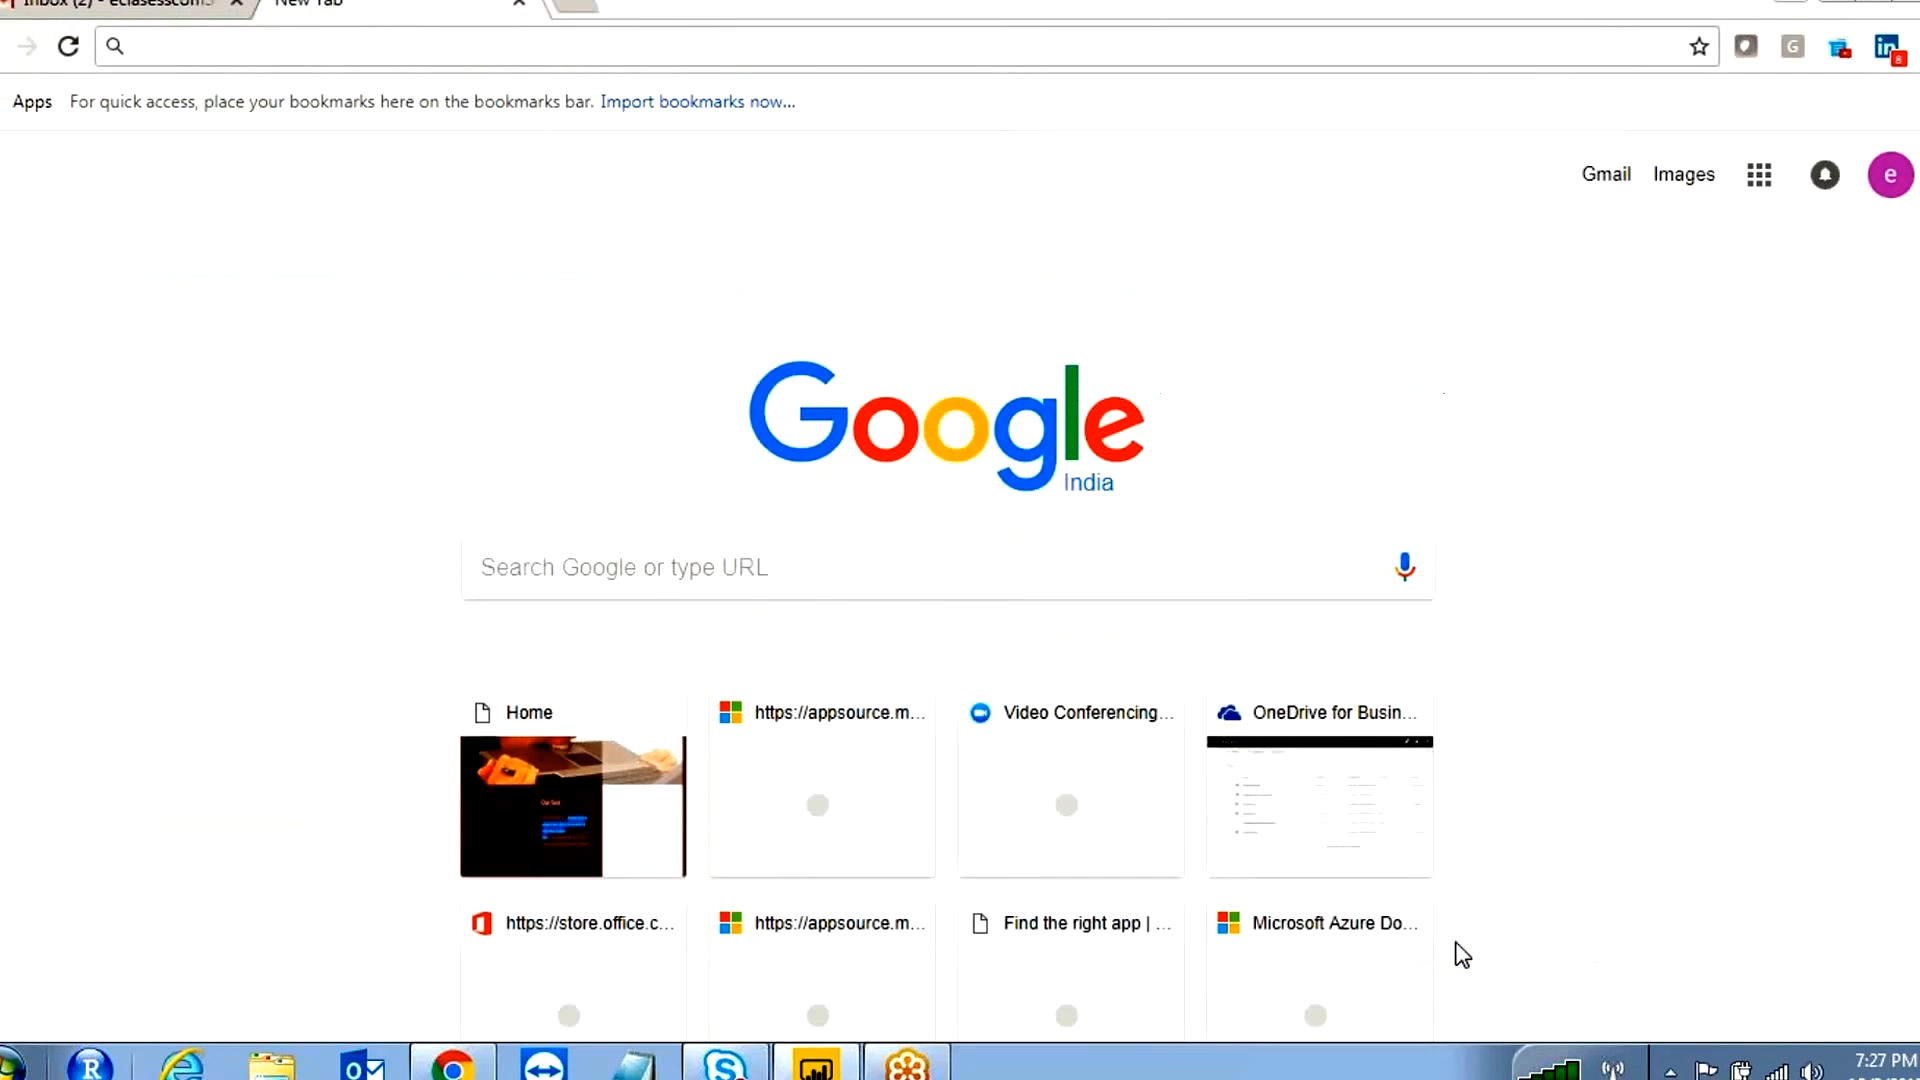 New Tab
Apps For quick access, place your bookmarks here on the bookmarks bar. Import bookmarks now...
Gmail Images e
Google
India
Search Google or type URL
Home https://appsource.m... Video Conferencing... OneDrive for Busin...
https://store.office.c... https://appsource.m... Find the right app | ... Microsoft Azure Do...
7:27 PM